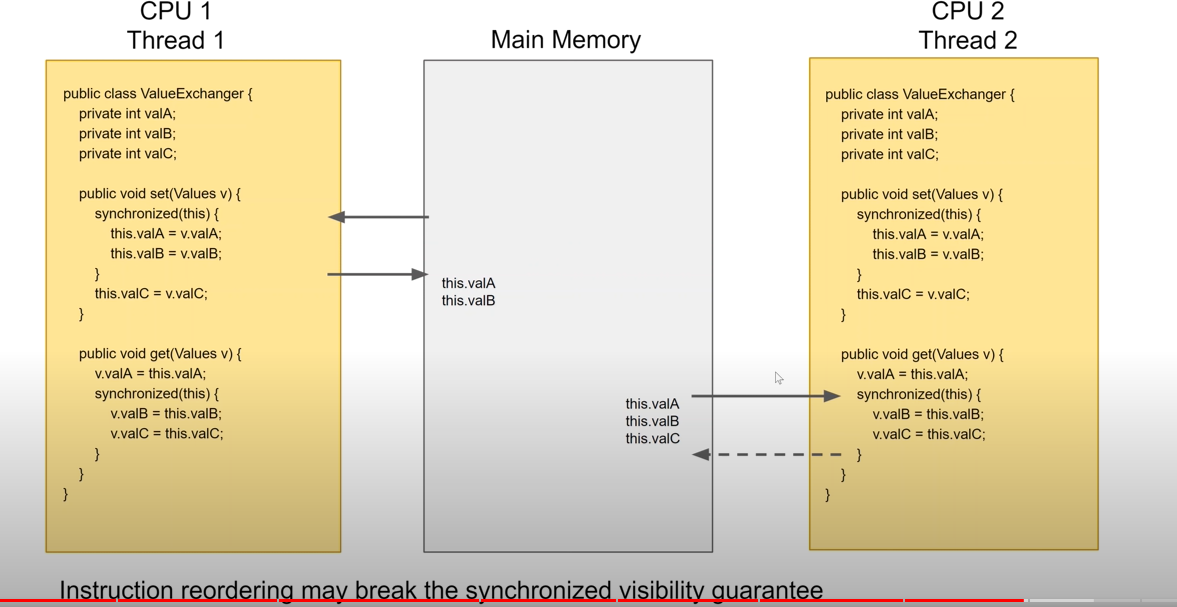 CPU 1
Thread 1
public class ValueExchanger {
private int valA;
private int valB;
private int valC;
public void set(Values v) {
synchronized(this) {
this.valA = v.valA;
this.valB = v.valB;
}
this.valC = v.valC;
}
public void get(Values v) {
v.valA = this.valA;
synchronized(this) {
v.valB = this.valB;
v.valC = this.valC;
}
}
}
Main Memory
this.valA
this.valB
this.valA
this.valB
this.valC
CPU 2
Thread 2
public class ValueExchanger {
private int valA;
private int valB;
private int valC;
public void set(Values v) {
synchronized(this) {
this.valA = v.valA;
this.valB = v.valB;
}
this.valC = v.valC;
}
public void get(Values v) {
v.valA = this.valA;
synchronized(this) {
v.valB = this.valB;
v.valC = this.valC;
}
}
}
Instruction reordering may break the synchronized visibility guarantee